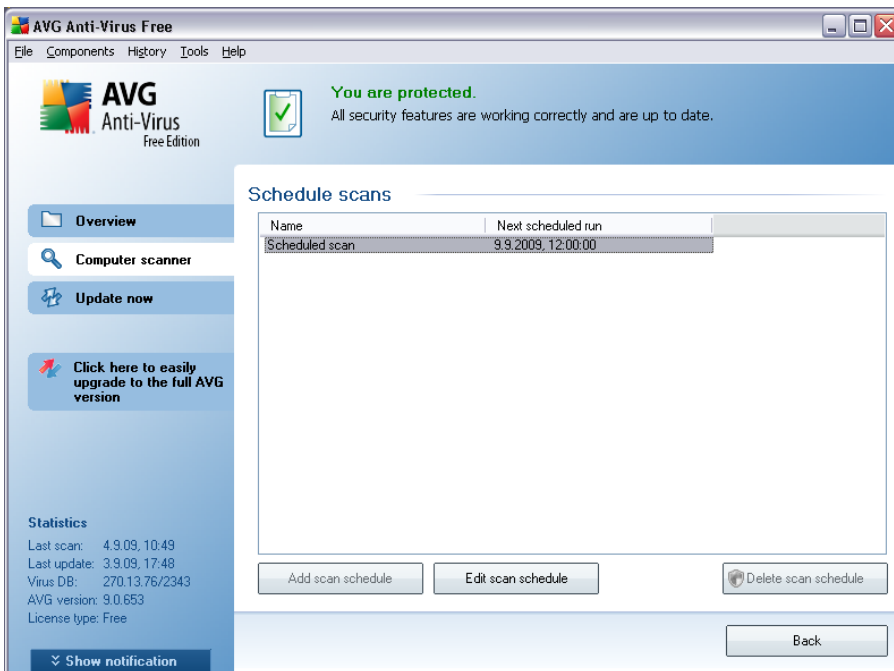 AVG Anti-Virus Free
File Components History Tools Help
AVG
Anti-Virus
Free Edition
You are protected.
All security features are working correctly and are up to date.
Overview
Computer scanner
Update now
Click here to easily
upgrade to the full AVG
version
Schedule scans
Name Next scheduled run
Scheduled scan 9.9.2009, 12:00:00
Add scan schedule Edit scan schedule Delete scan schedule
Back
Statistics
Last scan: 4.9.09, 10:49
Last update: 3.9.09, 17:48
Virus DB: 270.13.76/2343
AVG version: 9.0.653
License type: Free
Show notification